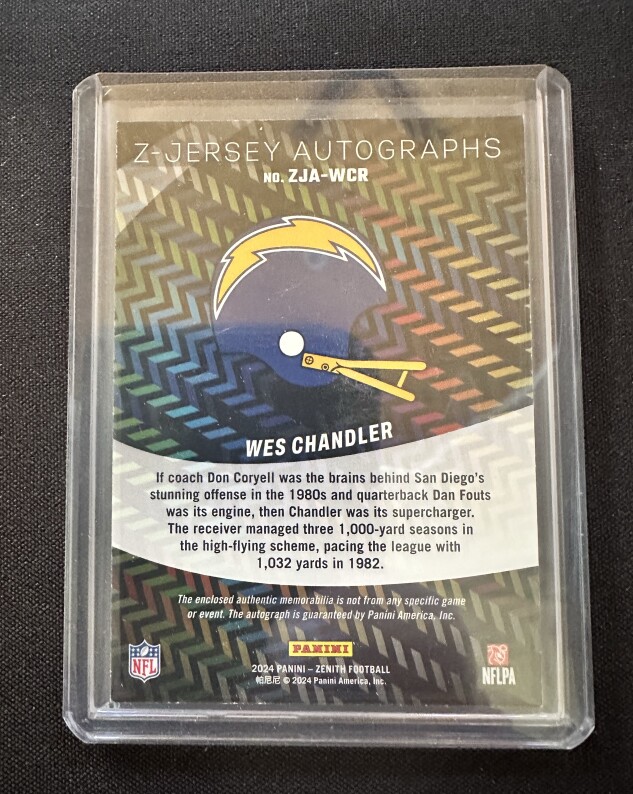 Z-JERSEY AUTOGRAPHS
NO. ZJA-WCR
WES CHANDLER
If coach Don Coryell was the brains behind San Diego's
stunning offense in the 1980s and quarterback Dan Fouts
was its engine, then Chandler was its supercharger.
The receiver managed three 1,000-yard seasons in
the high-flying scheme, pacing the league with
1,032 yards in 1982.
The enclosed authentic memorabilia is not from any specific game
or event. The autograph is guaranteed by Panini America, Inc.
PANINI
NFL
2024 PANINI – ZENITH FOOTBALL
帕尼尼 © 2024 Panini America, Inc.
NFLPA